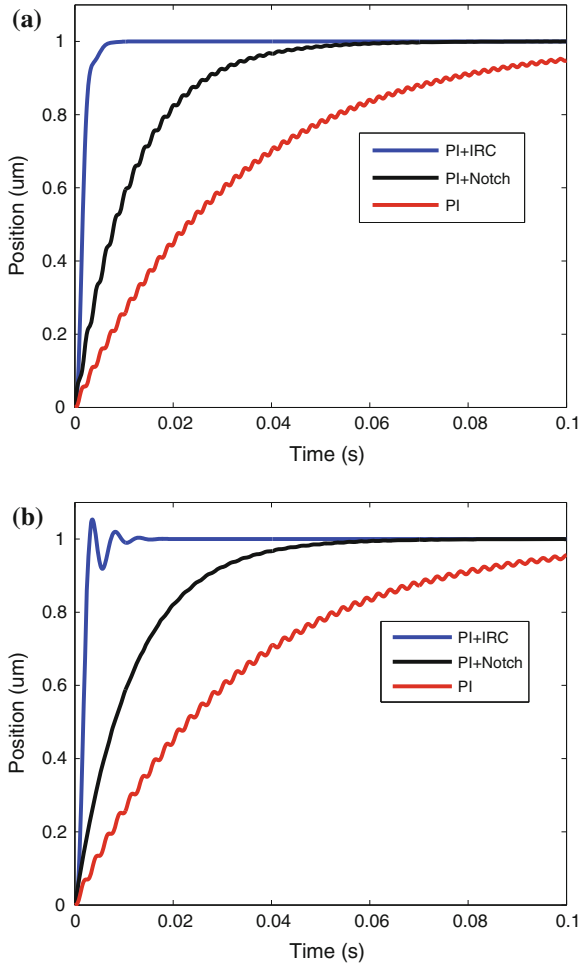 (a)
Position (um)
1
0.8
0.6
0.4
0.2
0
PI+IRC
PI+Notch
PI
0 0.02 0.04 0.06 0.08 0.1
Time (s)
(b)
Position (um)
1
0.8
0.6
0.4
0.2
0
PI+IRC
PI+Notch
PI
0 0.02 0.04 0.06 0.08 0.1
Time (s)